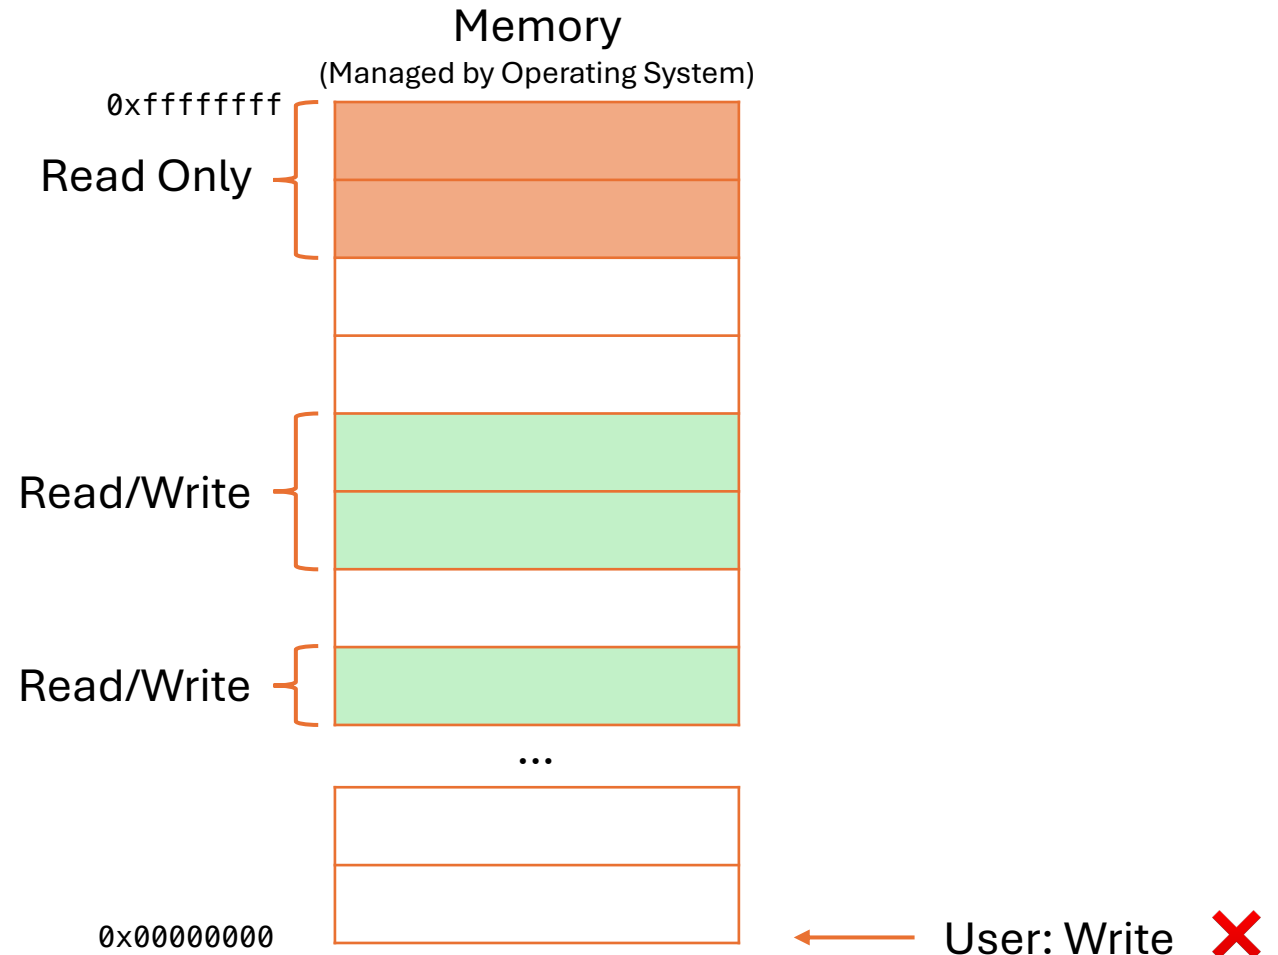 Memory
(Managed by Operating System)
0xffffffff
Read Only
Read/Write
Read/Write
...
0x00000000
User: Write